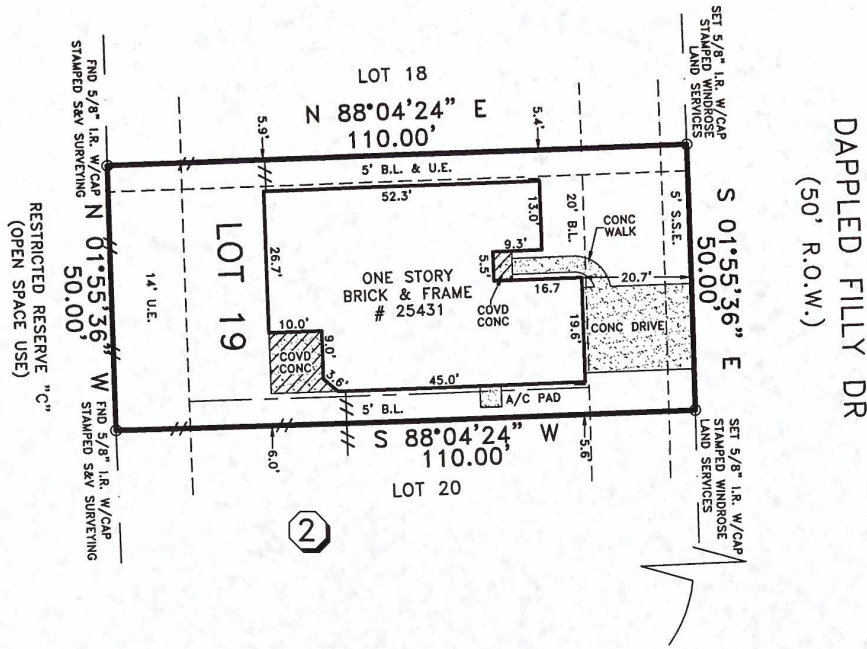 DAPPLED FILLY DR
(50' R.O.W.)
SET 5/8" I.R. W/CAP
STAMPED WINDROSE
LAND SERVICES
S 01°55'36" E
50.00'
SET 5/8" I.R. W/CAP
STAMPED WINDROSE
LAND SERVICES
LOT 18
N 88°04'24" E
110.00'
5.9'
5.4'
5' B.L. & U.E.
5' S.S.E.
20' B.L.
CONC
WALK
20.7'
CONC DRIVE
52.3'
13.0'
9.3'
5.5'
COVD
CONC
16.7
19.6'
ONE STORY
BRICK & FRAME
# 25431
26.7'
LOT 19
10.0'
9.0'
COVD
CONC
3.6'
45.0'
A/C PAD
5' B.L.
14' U.E.
S 88°04'24" W
110.00'
6.0'
5.6'
LOT 20
2
FND 5/8" I.R. W/CAP
STAMPED S&V SURVEYING
N 01°55'36" W
50.00'
FND 5/8" I.R. W/CAP
STAMPED S&V SURVEYING
RESTRICTED RESERVE "C"
(OPEN SPACE USE)